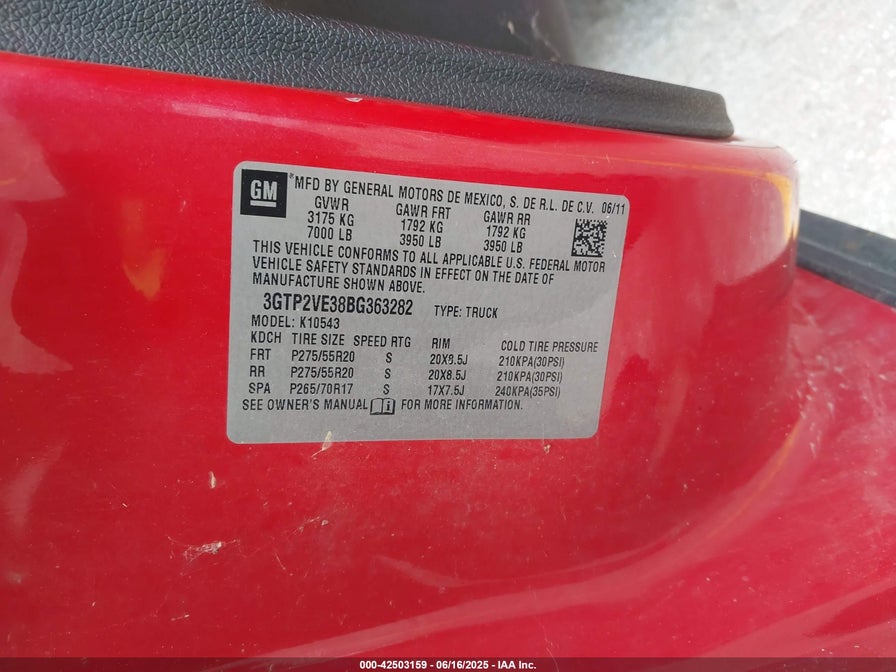 GM
*MFD BY GENERAL MOTORS DE MEXICO, S. DE R.L. DE C.V. 06/11
GVWR GAWR FRT GAWR RR
3175 KG 1792 KG 1792 KG
7000 LB 3950 LB 3950 LB
THIS VEHICLE CONFORMS TO ALL APPLICABLE U.S. FEDERAL MOTOR
VEHICLE SAFETY STANDARDS IN EFFECT ON THE DATE OF
MANUFACTURE SHOWN ABOVE.
3GTP2VE38BG363282 TYPE: TRUCK
MODEL: K10543
KDCH TIRE SIZE SPEED RTG RIM COLD TIRE PRESSURE
FRT P275/55R20 S 20X8.5J 210KPA(30PSI)
RR P275/55R20 S 20X8.5J 210KPA(30PSI)
SPA P265/70R17 S 17X7.5J 240KPA(35PSI)
SEE OWNER'S MANUAL FOR MORE INFORMATION.
000-42503159 - 06/16/2025 - IAA Inc.